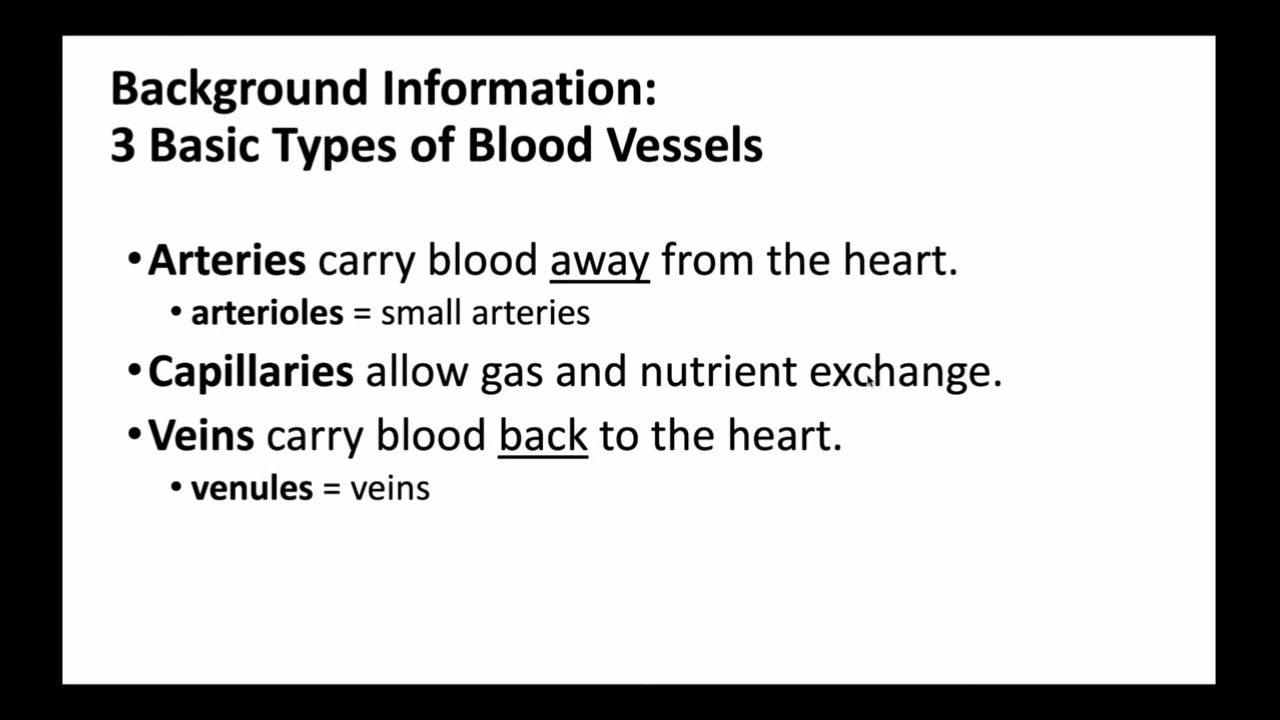 Background Information:
3 Basic Types of Blood Vessels
•Arteries carry blood away from the heart.
• arterioles = small arteries
•Capillaries allow gas and nutrient exchange.
•Veins carry blood back to the heart.
• venules = veins